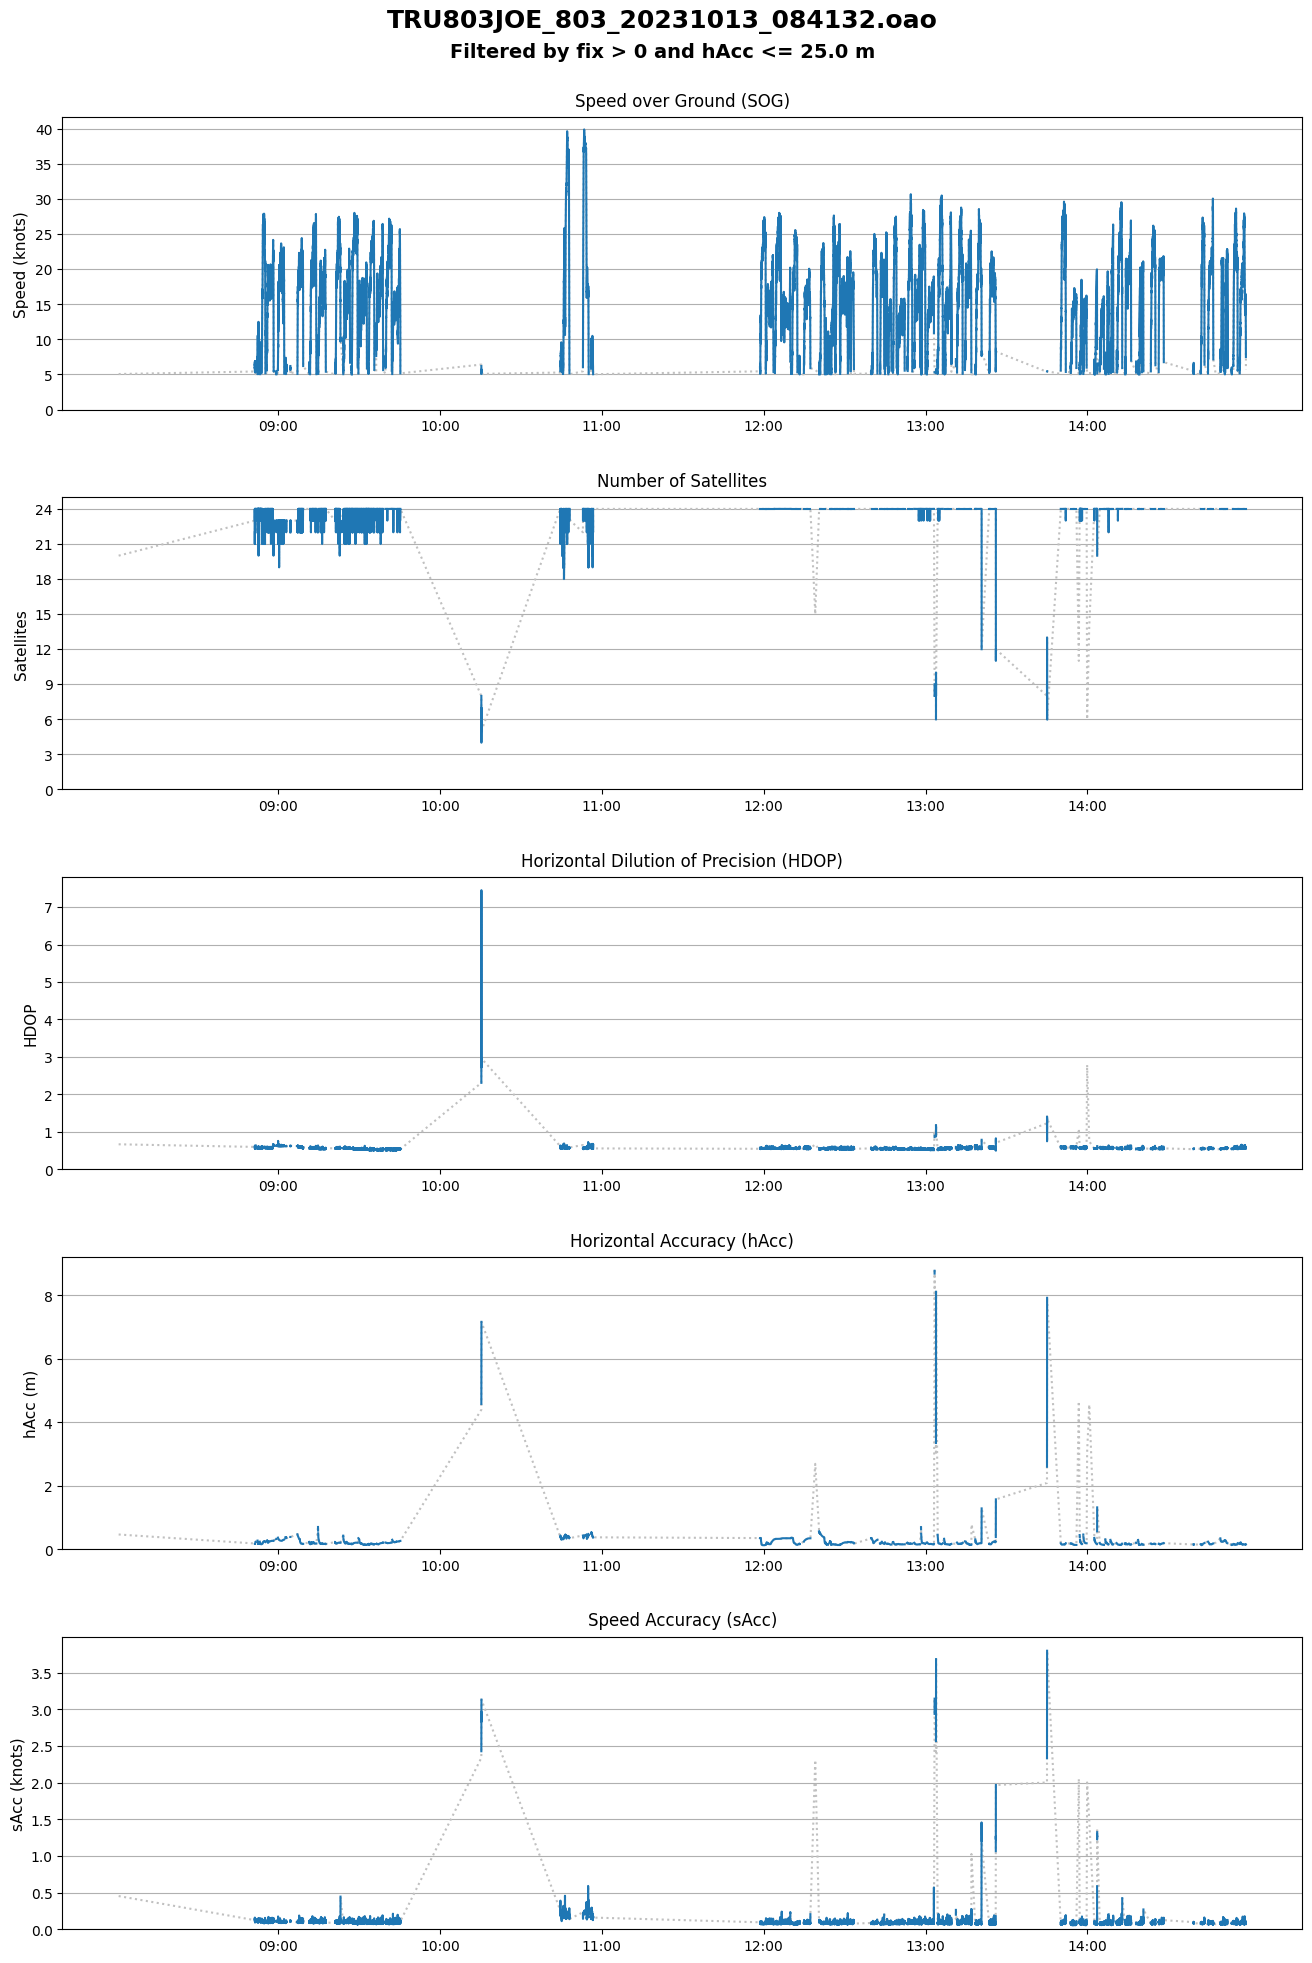 TRU803JOE_803_20231013_084132.oao
Filtered by fix > 0 and hAcc <= 25.0 m
Speed over Ground (SOG)
Speed (knots)
40
35
30
25
20
15
10
5
0
09:00 10:00 11:00 12:00 13:00 14:00
Number of Satellites
Satellites
24
21
18
15
12
9
6
3
0
09:00 10:00 11:00 12:00 13:00 14:00
Horizontal Dilution of Precision (HDOP)
HDOP
7
6
5
4
3
2
1
0
09:00 10:00 11:00 12:00 13:00 14:00
Horizontal Accuracy (hAcc)
hAcc (m)
8
6
4
2
0
09:00 10:00 11:00 12:00 13:00 14:00
Speed Accuracy (sAcc)
sAcc (knots)
3.5
3.0
2.5
2.0
1.5
1.0
0.5
0.0
09:00 10:00 11:00 12:00 13:00 14:00